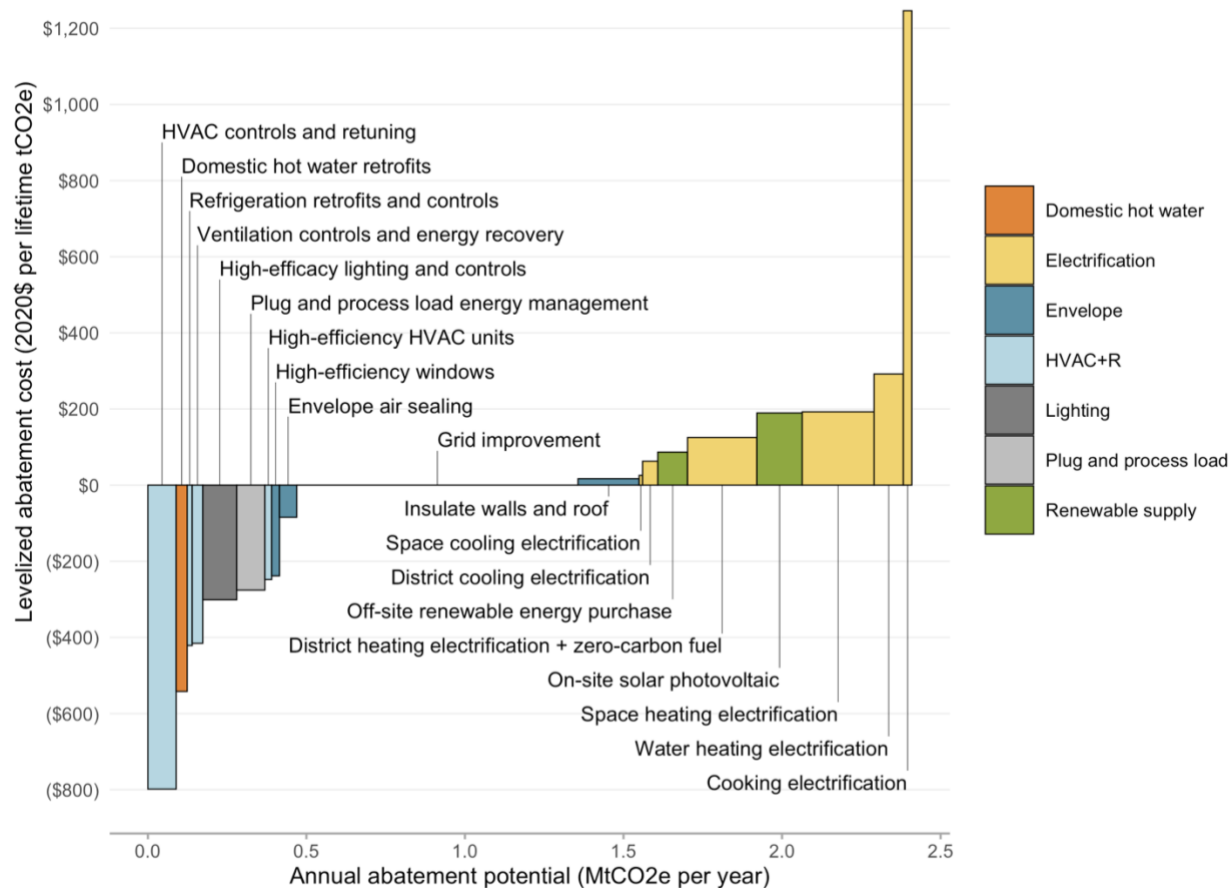 $1,200
$1,000
$800
$600
$400
$200
$0
($200)
($400)
($600)
($800)
Levelized abatement cost (2020$ per lifetime tCO2e)
HVAC controls and retuning
Domestic hot water retrofits
Refrigeration retrofits and controls
Ventilation controls and energy recovery
High-efficacy lighting and controls
Plug and process load energy management
High-efficiency HVAC units
High-efficiency windows
Envelope air sealing
Grid improvement
Insulate walls and roof
Space cooling electrification
District cooling electrification
Off-site renewable energy purchase
District heating electrification + zero-carbon fuel
On-site solar photovoltaic
Space heating electrification
Water heating electrification
Cooking electrification
0.0 0.5 1.0 1.5 2.0 2.5
Annual abatement potential (MtCO2e per year)
Domestic hot water
Electrification
Envelope
HVAC+R
Lighting
Plug and process load
Renewable supply